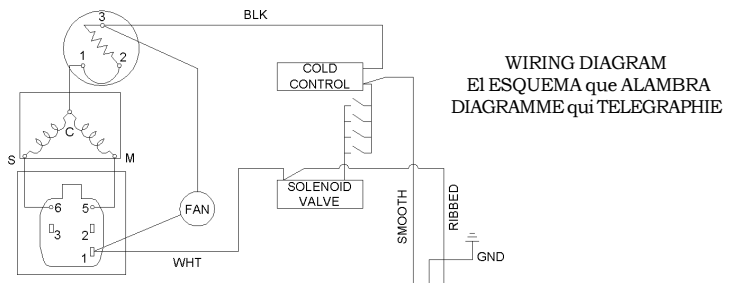 3
BLK
1
2
COLD
CONTROL
WIRING DIAGRAM
El ESQUEMA que ALAMBRA
DIAGRAMME qui TELEGRAPHIE
C
S
M
SOLENOID
VALVE
6
5
FAN
3
2
1
SMOOTH
RIBBED
WHT
GND